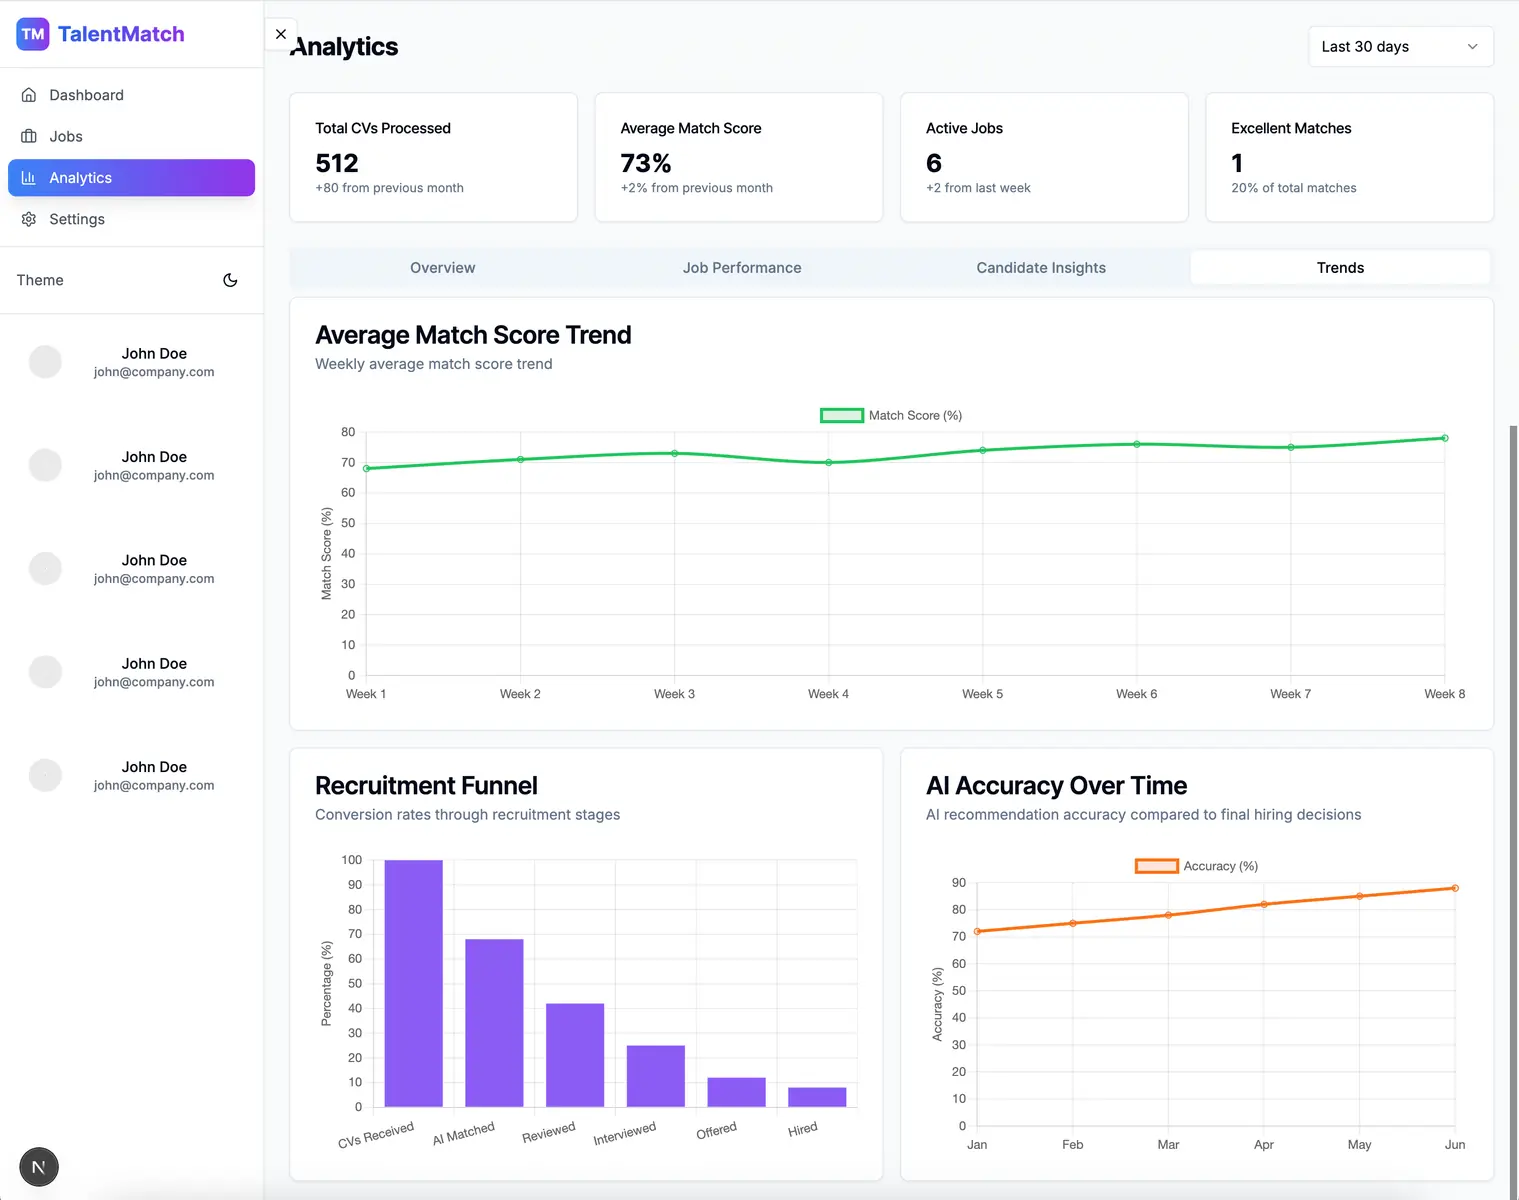 TM TalentMatch
Dashboard
Jobs
Analytics
Settings
Theme
John Doe
john@company.com
John Doe
john@company.com
John Doe
john@company.com
John Doe
john@company.com
John Doe
john@company.com
N
Analytics
Last 30 days
Total CVs Processed
512
+80 from previous month
Average Match Score
73%
+2% from previous month
Active Jobs
6
+2 from last week
Excellent Matches
1
20% of total matches
Overview
Job Performance
Candidate Insights
Trends
Average Match Score Trend
Weekly average match score trend
Match Score (%)
Match Score (%)
80
70
60
50
40
30
20
10
0
Week 1
Week 2
Week 3
Week 4
Week 5
Week 6
Week 7
Week 8
Recruitment Funnel
Conversion rates through recruitment stages
Percentage (%)
100
90
80
70
60
50
40
30
20
10
0
CVs Received
AI Matched
Reviewed
Interviewed
Offered
Hired
AI Accuracy Over Time
AI recommendation accuracy compared to final hiring decisions
Accuracy (%)
Accuracy (%)
90
80
70
60
50
40
30
20
10
0
Jan
Feb
Mar
Apr
May
Jun